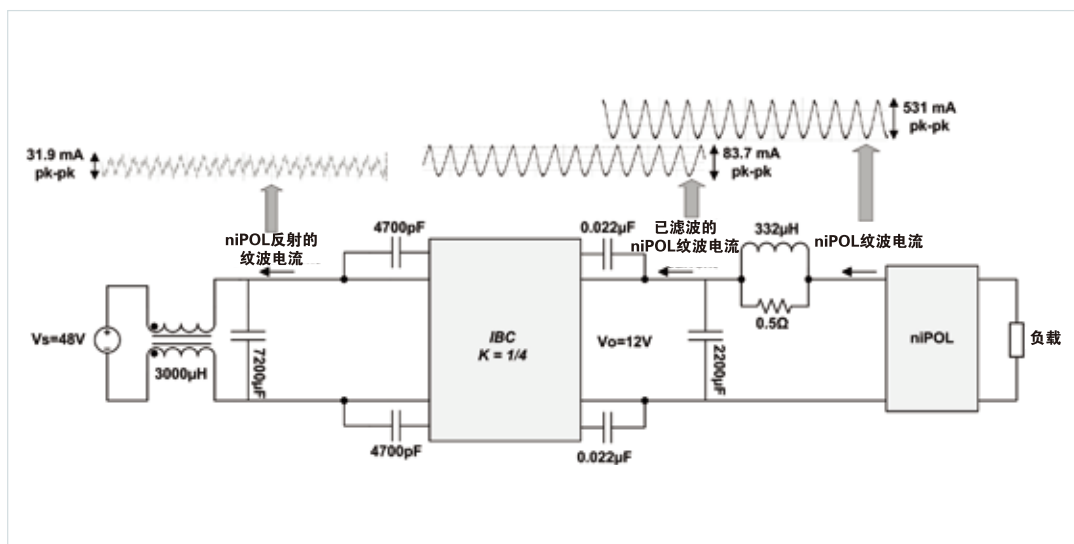 531 mA
pk-pk
31.9 mA
pk-pk
83.7 mA
pk-pk
niPOL反射的
纹波电流
4700pF
0.022μF
已滤波的
niPOL纹波电流
332μH
niPOL纹波电流
Vs=48V
3000μH
7200μF
IBC
K = 1/4
Vo=12V
2200μF
0.5Ω
niPOL
负载
4700pF
0.022μF